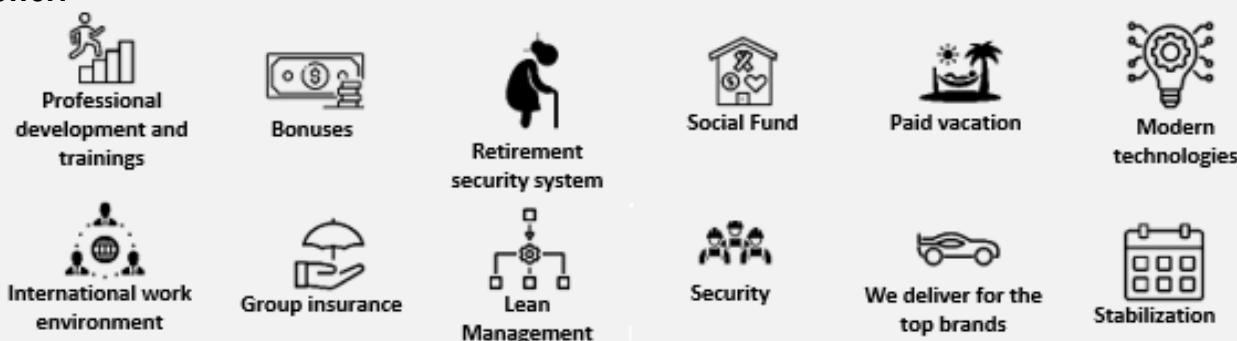 Professional
development and
trainings
Bonuses
Retirement
security system
Social Fund
Paid vacation
Modern
technologies
International work
environment
Group insurance
Lean
Management
Security
We deliver for the
top brands
Stabilization